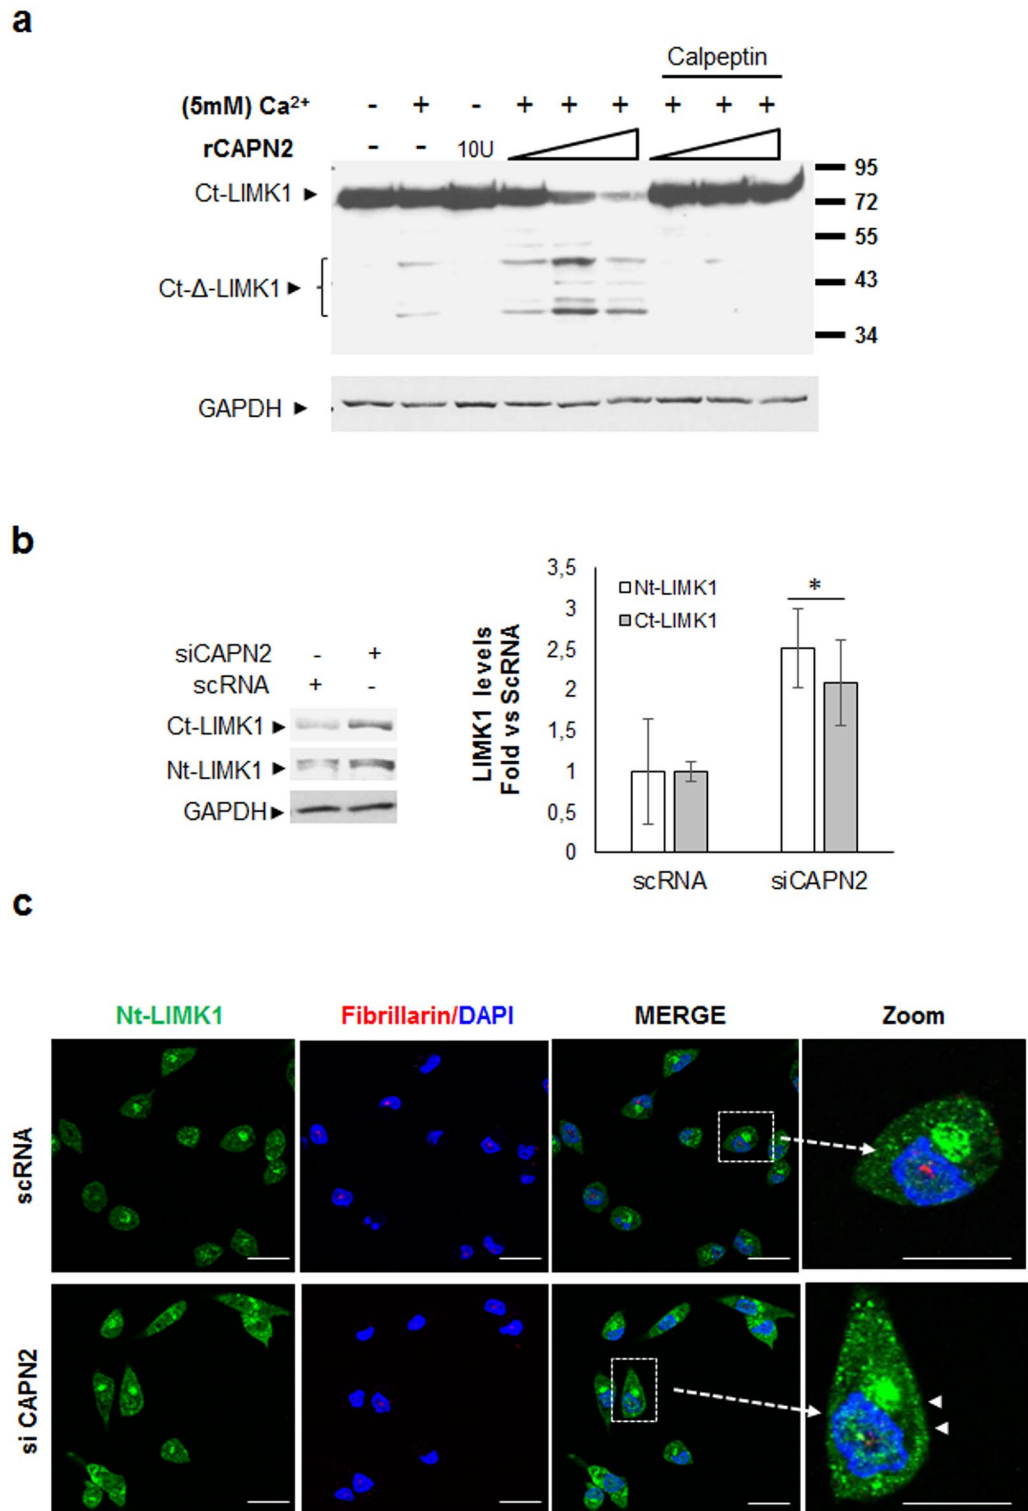 a
Calpeptin
(5mM) Ca²⁺ - + - + + + + + +
rCAPN2 - - 10U
Ct-LIMK1
95
72
55
Ct-Δ-LIMK1
43
34
GAPDH
b
siCAPN2 - +
scRNA + -
Ct-LIMK1
Nt-LIMK1
GAPDH
LIMK1 levels
Fold vs ScRNA
3,5
3
2,5
2
1,5
1
0,5
0
Nt-LIMK1
Ct-LIMK1
*
scRNA siCAPN2
c
Nt-LIMK1 Fibrillarin/DAPI MERGE Zoom
scRNA
si CAPN2